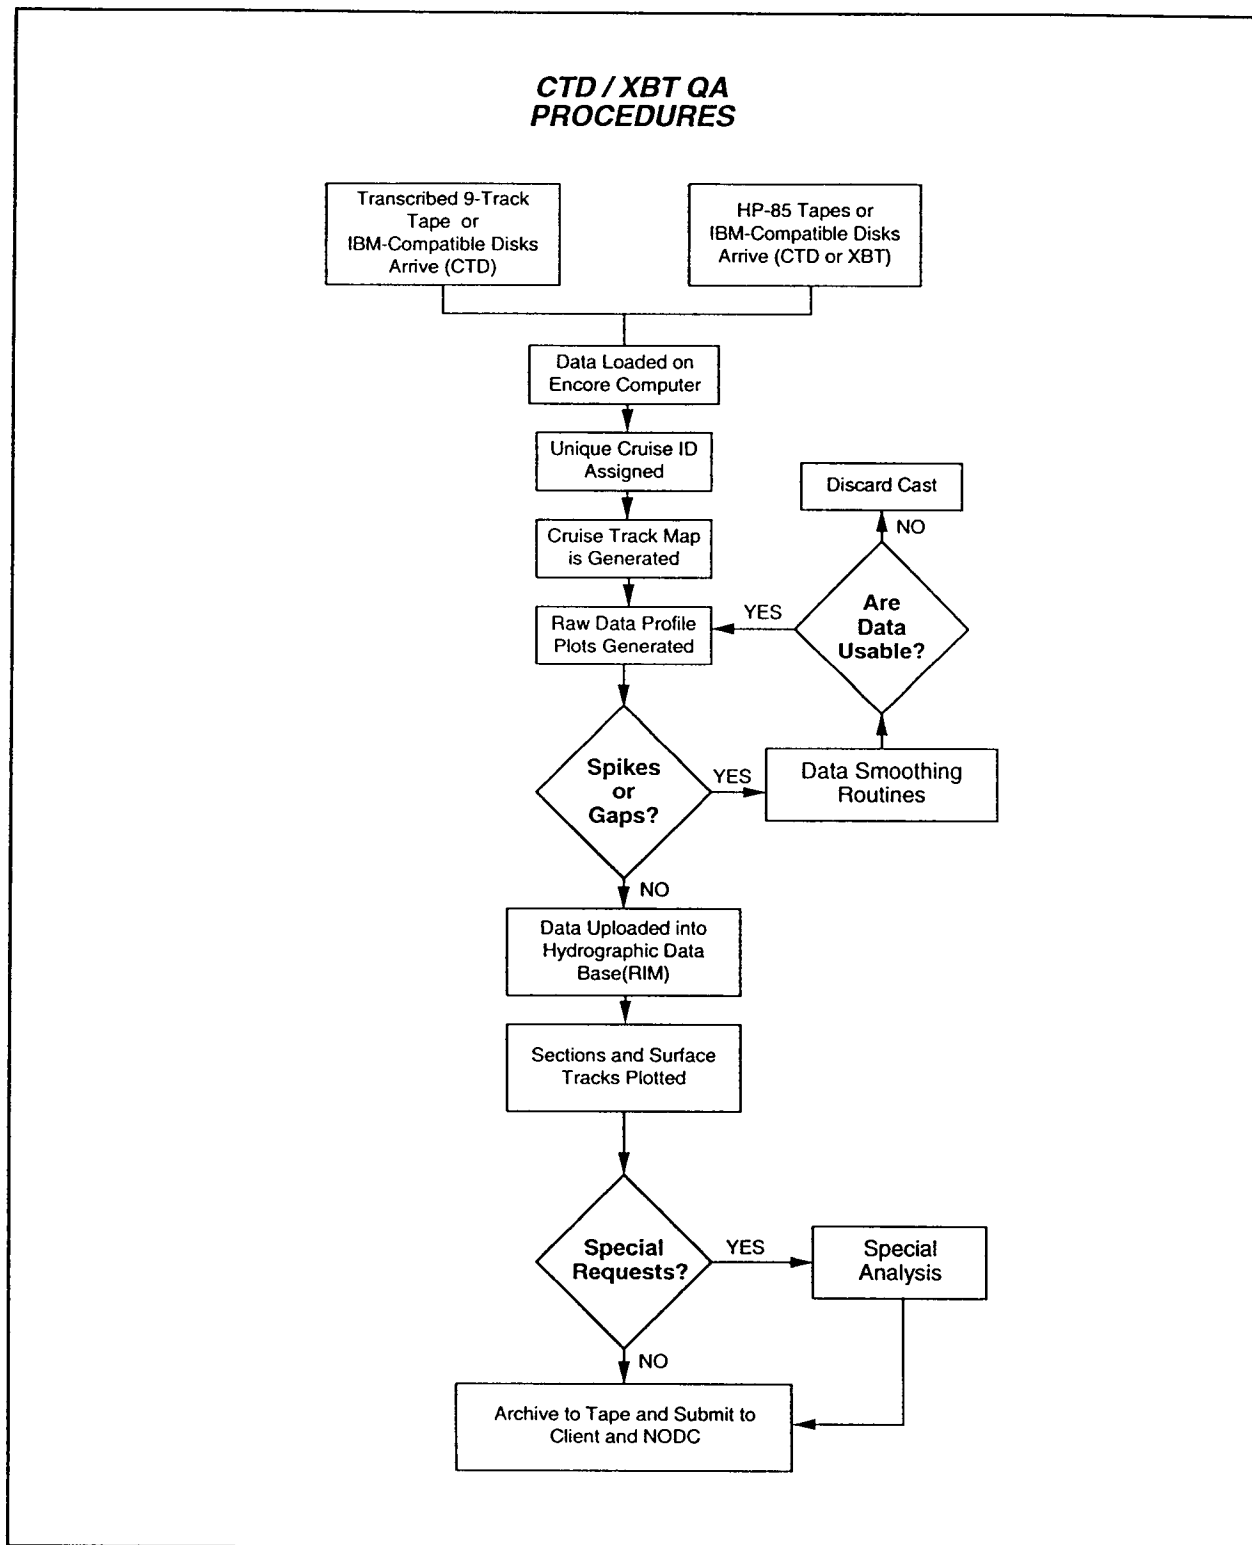 CTD / XBT QA
PROCEDURES
Transcribed 9-Track
Tape or
IBM-Compatible Disks
Arrive (CTD)
HP-85 Tapes or
IBM-Compatible Disks
Arrive (CTD or XBT)
Data Loaded on
Encore Computer
Unique Cruise ID
Assigned
Discard Cast
NO
Cruise Track Map
is Generated
Are
Data
Usable?
YES
Raw Data Profile
Plots Generated
Spikes
or
Gaps?
YES
Data Smoothing
Routines
NO
Data Uploaded into
Hydrographic Data
Base(RIM)
Sections and Surface
Tracks Plotted
Special
Requests?
YES
Special
Analysis
NO
Archive to Tape and Submit to
Client and NODC